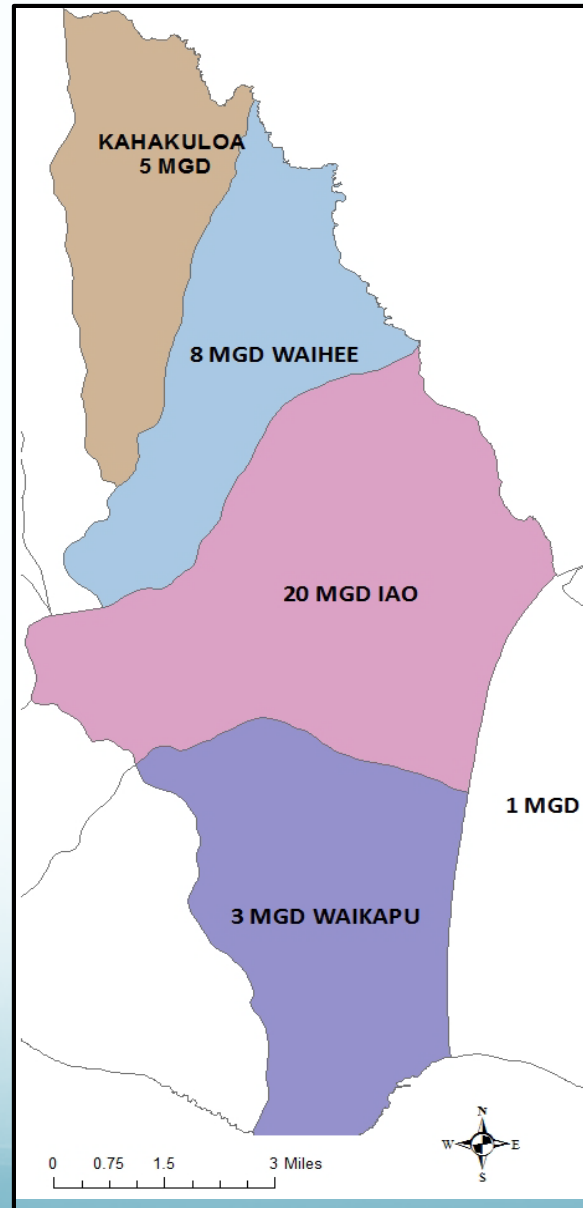 KAHAKULOA
5 MGD
8 MGD WAIHEE
20 MGD IAO
1 MGD
3 MGD WAIKAPU
N
W E
S
0 0.75 1.5 3 Miles